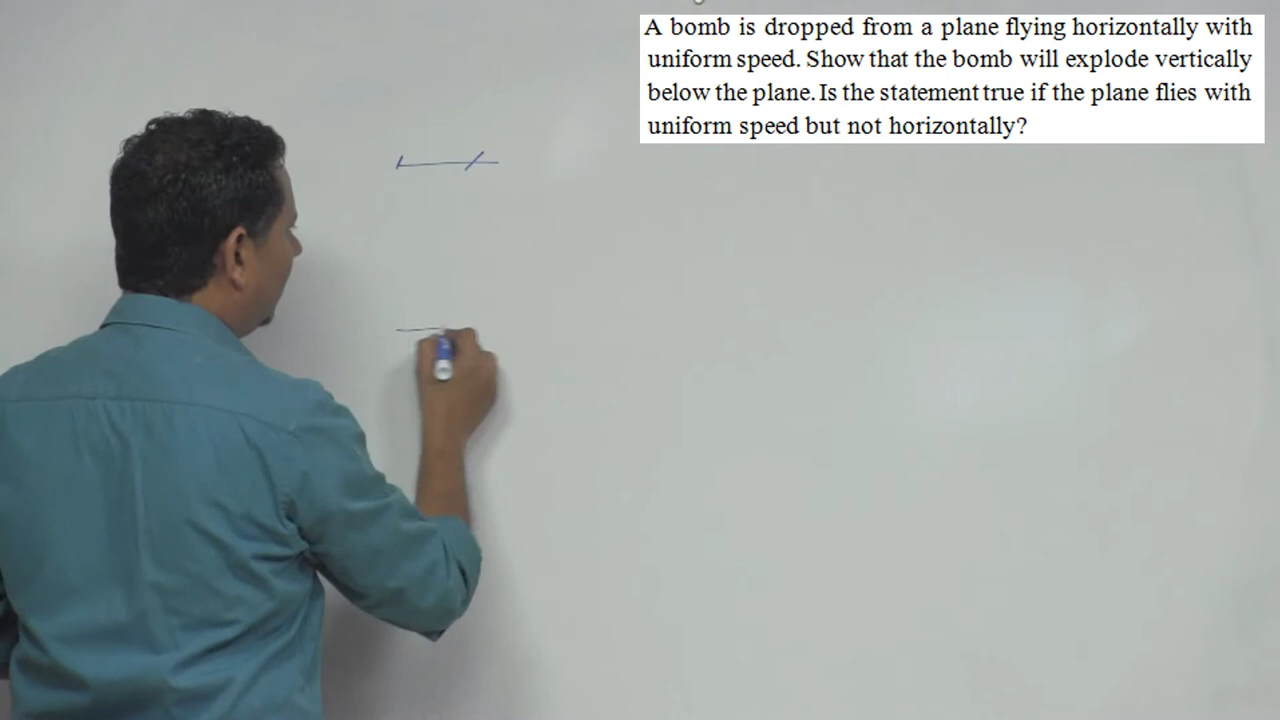 A bomb is dropped from a plane flying horizontally with
uniform speed. Show that the bomb will explode vertically
below the plane. Is the statement true if the plane flies with
uniform speed but not horizontally?